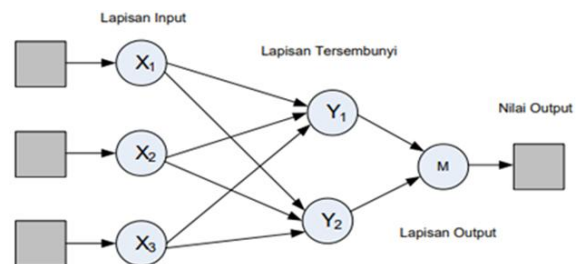 Lapisan Input
Lapisan Tersembunyi
Nilai Output
X1
X2
X3
Y1
Y2
M
Lapisan Output